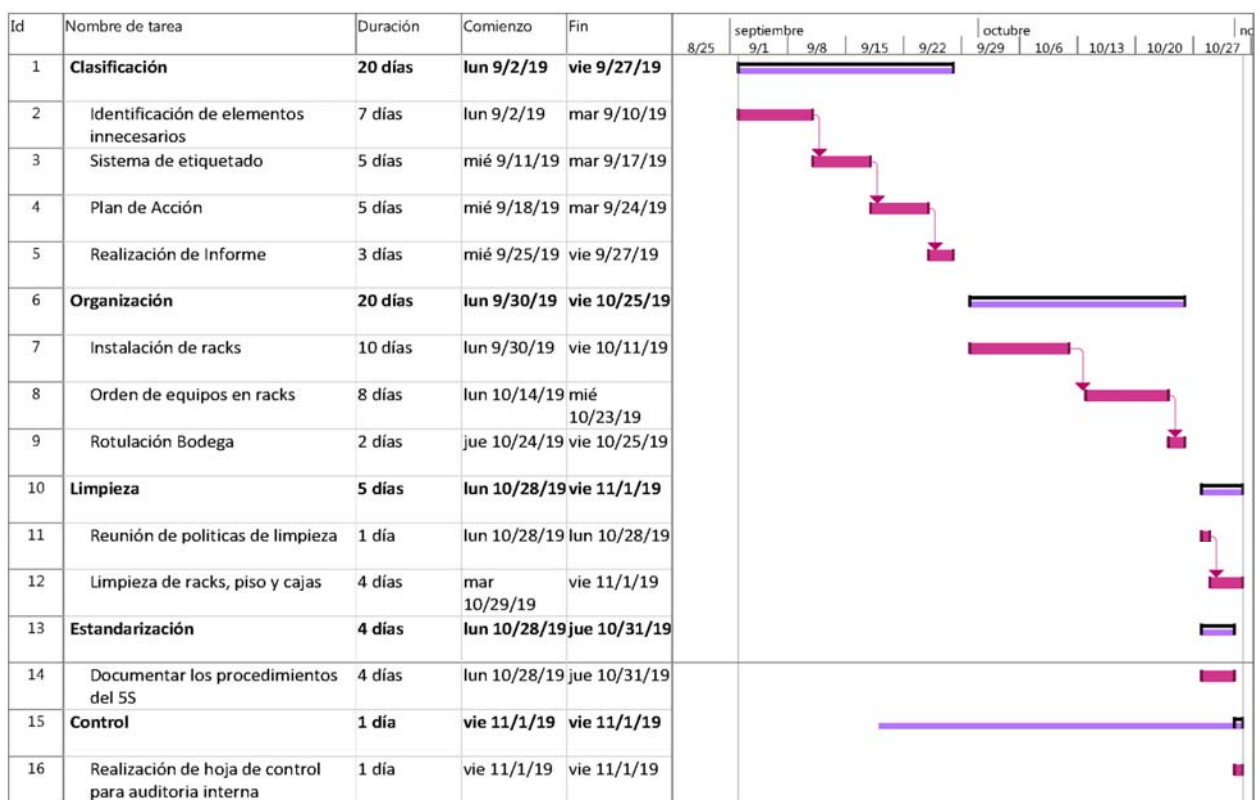 Id Nombre de tarea Duración Comienzo Fin
septiembre octubre
8/25 9/1 9/8 9/15 9/22 9/29 10/6 10/13 10/20 10/27
1 Clasificación 20 días lun 9/2/19 vie 9/27/19
2 Identificación de elementos 7 días lun 9/2/19 mar 9/10/19
innecesarios
3 Sistema de etiquetado 5 días mié 9/11/19 mar 9/17/19
4 Plan de Acción 5 días mié 9/18/19 mar 9/24/19
5 Realización de Informe 3 días mié 9/25/19 vie 9/27/19
6 Organización 20 días lun 9/30/19 vie 10/25/19
7 Instalación de racks 10 días lun 9/30/19 vie 10/11/19
8 Orden de equipos en racks 8 días lun 10/14/19 mié
10/23/19
9 Rotulación Bodega 2 días jue 10/24/19 vie 10/25/19
10 Limpieza 5 días lun 10/28/19 vie 11/1/19
11 Reunión de politicas de limpieza 1 día lun 10/28/19 lun 10/28/19
12 Limpieza de racks, piso y cajas 4 días mar vie 11/1/19
10/29/19
13 Estandarización 4 días lun 10/28/19 jue 10/31/19
14 Documentar los procedimientos 4 días lun 10/28/19 jue 10/31/19
del 5S
15 Control 1 día vie 11/1/19 vie 11/1/19
16 Realización de hoja de control 1 día vie 11/1/19 vie 11/1/19
para auditoria interna